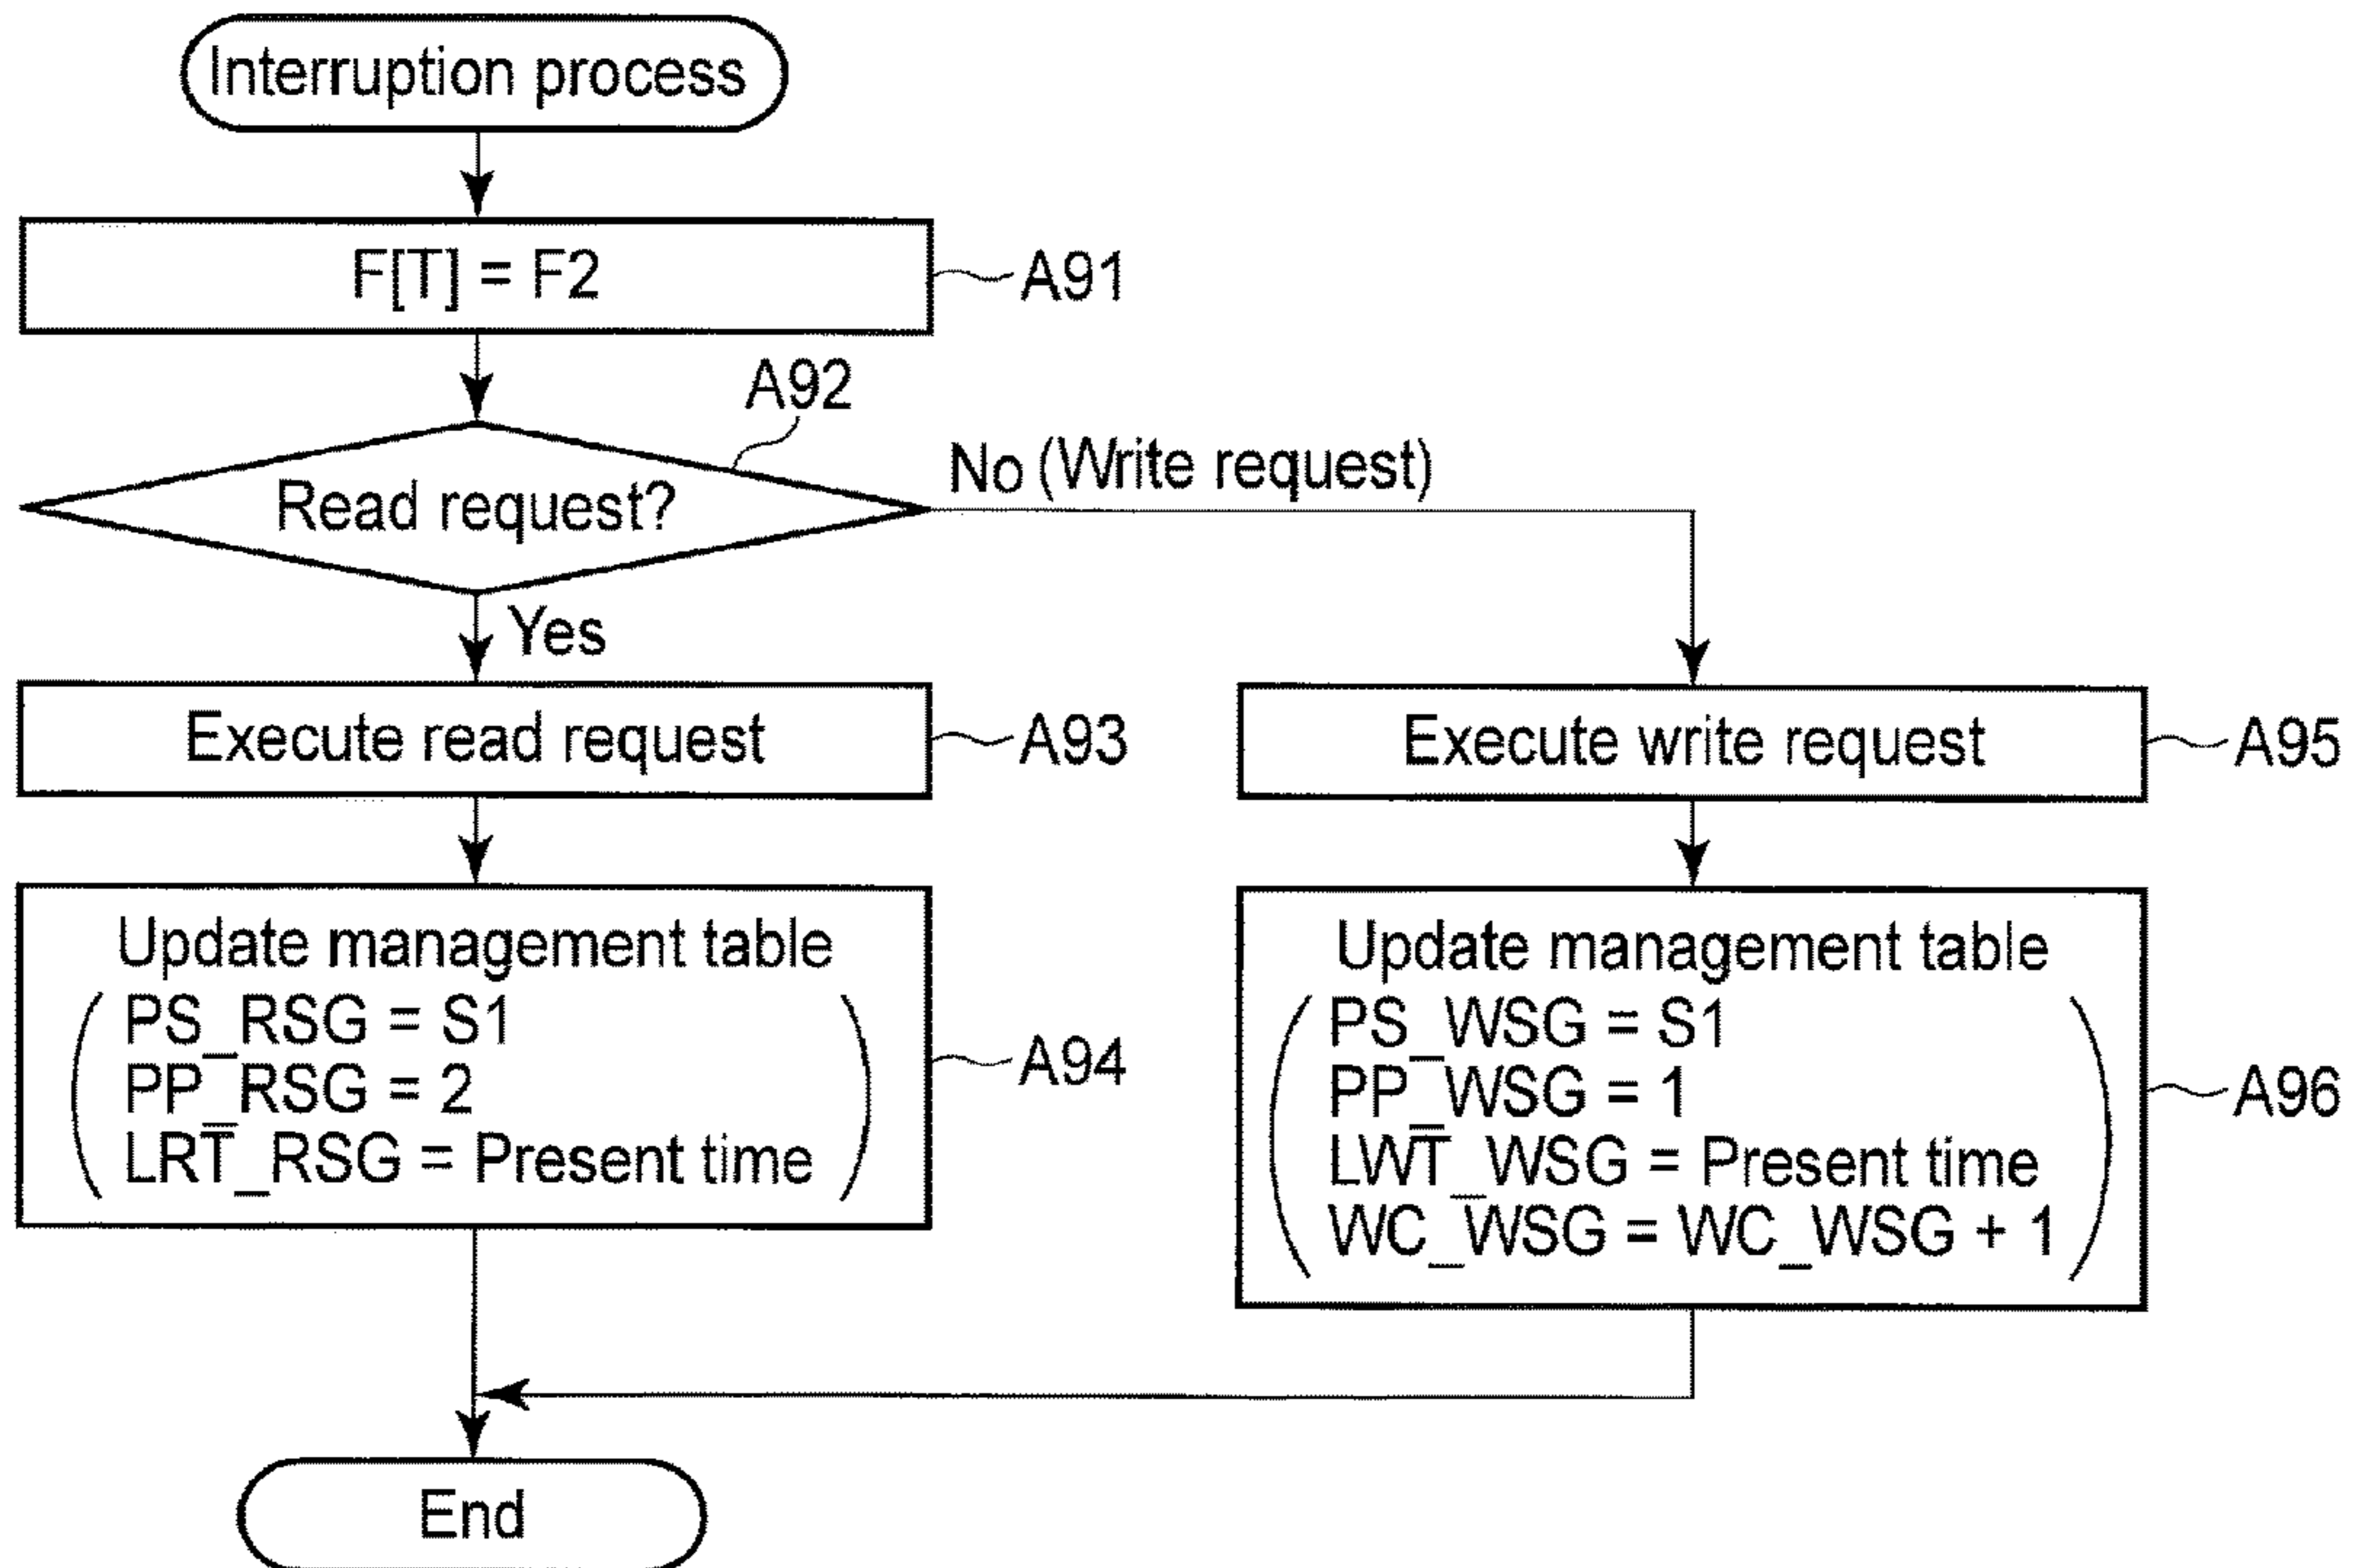 Interruption process
F[T] = F2
A91
A92
Read request?
No (Write request)
Yes
Execute read request
A93
Execute write request
A95
Update management table
PS_RSG = S1
PP_RSG = 2
LRT_RSG = Present time
A94
Update management table
PS_WSG = S1
PP_WSG = 1
LWT_WSG = Present time
WC_WSG = WC_WSG + 1
A96
End